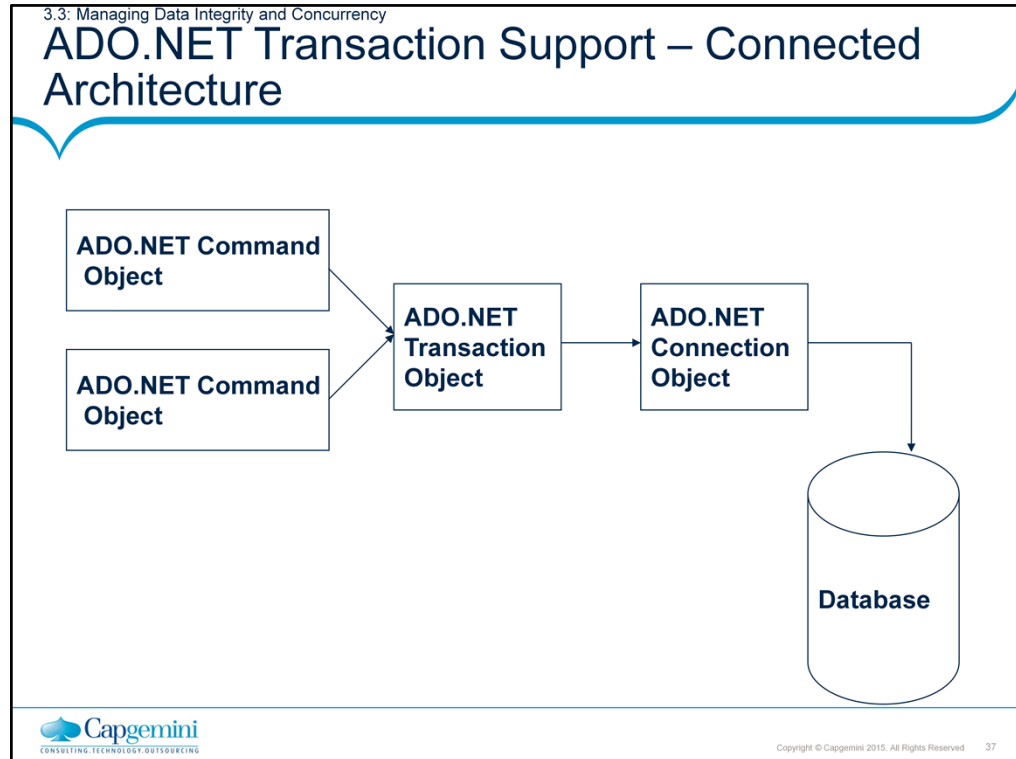 3.3: Managing Data Integrity and Concurrency
ADO.NET Transaction Support – Connected
Architecture
ADO.NET Command
Object
ADO.NET Command
Object
ADO.NET
Transaction
Object
ADO.NET
Connection
Object
Database
Capgemini
CONSULTING.TECHNOLOGY.OUTSOURCING
Copyright © Capgemini 2015. All Rights Reserved 37